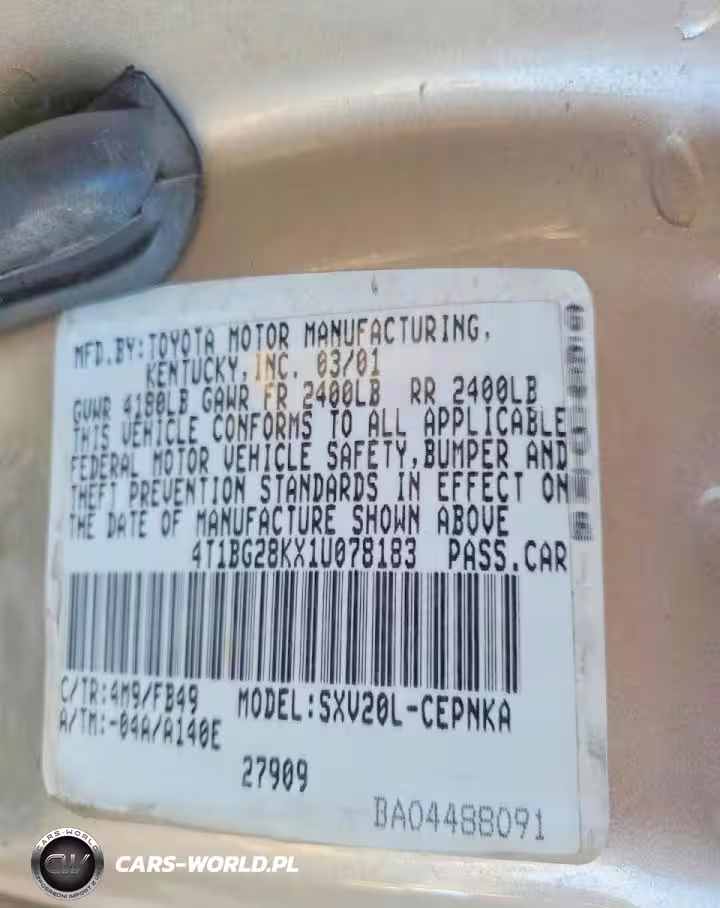 MFD.BY:TOYOTA MOTOR MANUFACTURING,
KENTUCKY,INC. 03/01
GVWR 4180LB GAWR FR 2400LB RR 2400LB
THIS VEHICLE CONFORMS TO ALL APPLICABLE
FEDERAL MOTOR VEHICLE SAFETY,BUMPER AND
THEFT PREVENTION STANDARDS IN EFFECT ON
THE DATE OF MANUFACTURE SHOWN ABOVE
4T1BG28KX1U078183 PASS.CAR
C/TR:4M9/FB49 MODEL:SXV20L-CEPNKA
A/TM:-04A/A140E
27909
BA04488091
CARS-WORLD
CW
CARS-WORLD.PL